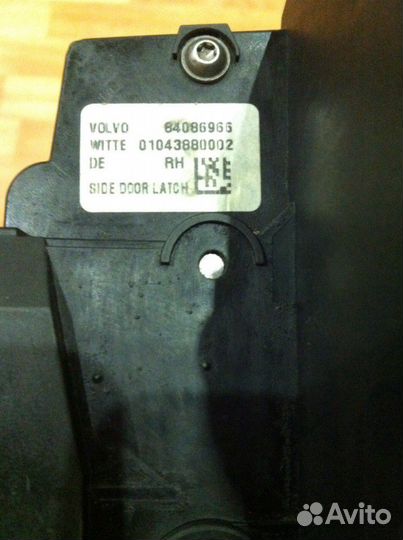 VOLVO 84086966
WITTE 01043880002
DE RH
SIDE DOOR LATCH
Avito